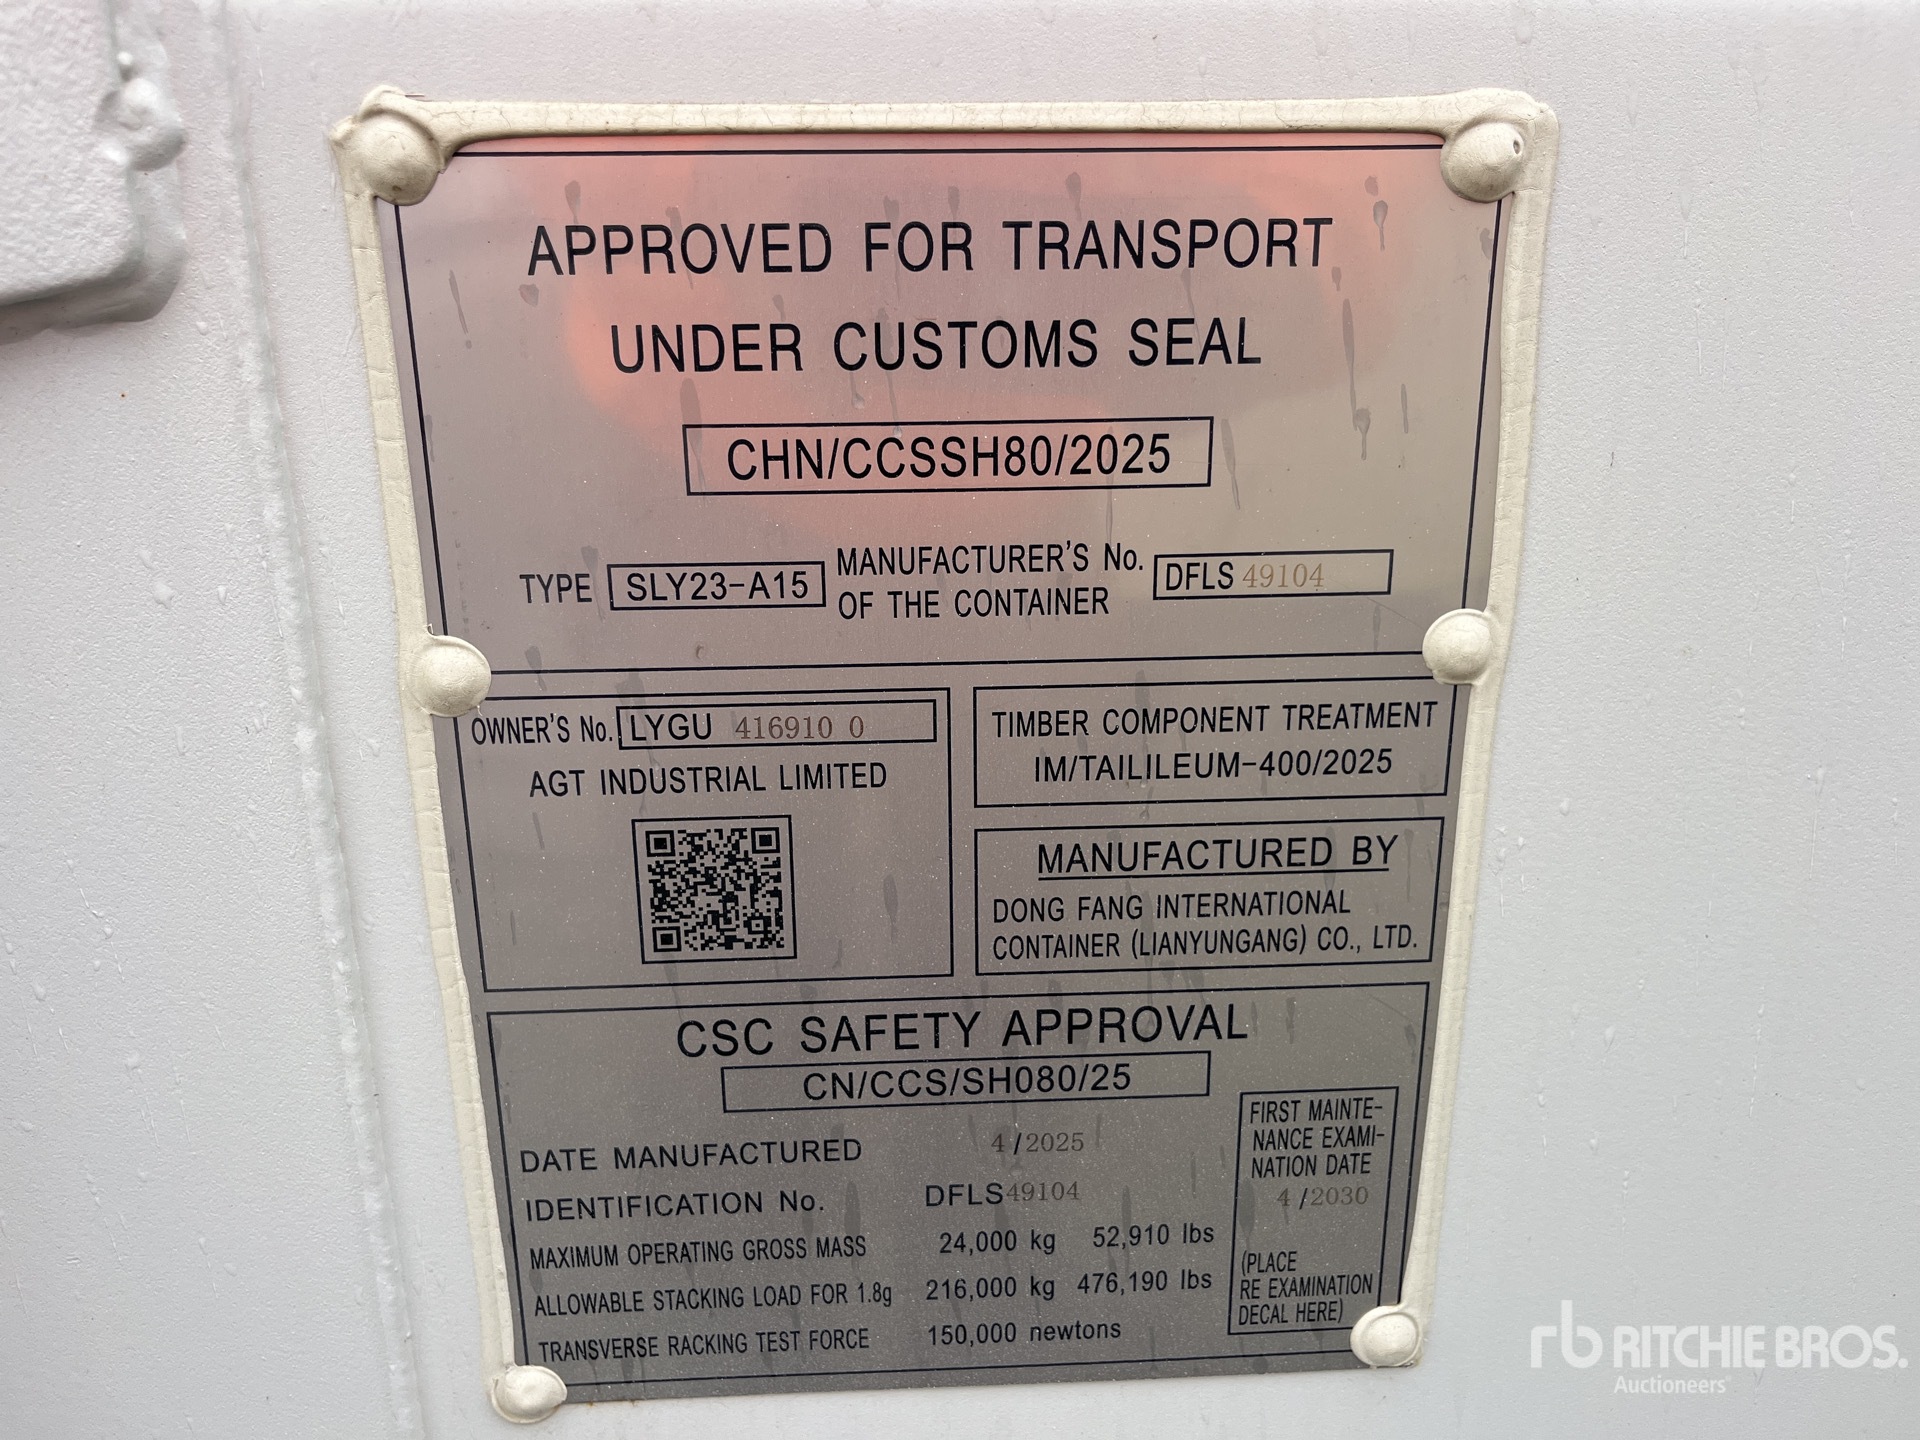 APPROVED FOR TRANSPORT
UNDER CUSTOMS SEAL
CHN/CCSSH80/2025
TYPE SLY23-A15 MANUFACTURER'S No. OF THE CONTAINER DFLS 49104
OWNER'S No. LYGU 416910 0
AGT INDUSTRIAL LIMITED
TIMBER COMPONENT TREATMENT
IM/TAILILEUM-400/2025
MANUFACTURED BY
DONG FANG INTERNATIONAL
CONTAINER (LIANYUNGANG) CO., LTD.
CSC SAFETY APPROVAL
CN/CCS/SH080/25
DATE MANUFACTURED 4/2025
IDENTIFICATION No. DFLS49104
MAXIMUM OPERATING GROSS MASS 24,000 kg 52,910 lbs
ALLOWABLE STACKING LOAD FOR 1.8g 216,000 kg 476,190 lbs
TRANSVERSE RACKING TEST FORCE 150,000 newtons
FIRST MAINTE-
NANCE EXAMI-
NATION DATE
4/2030
(PLACE
RE EXAMINATION
DECAL HERE)
rb RITCHIE BROS.
Auctioneers